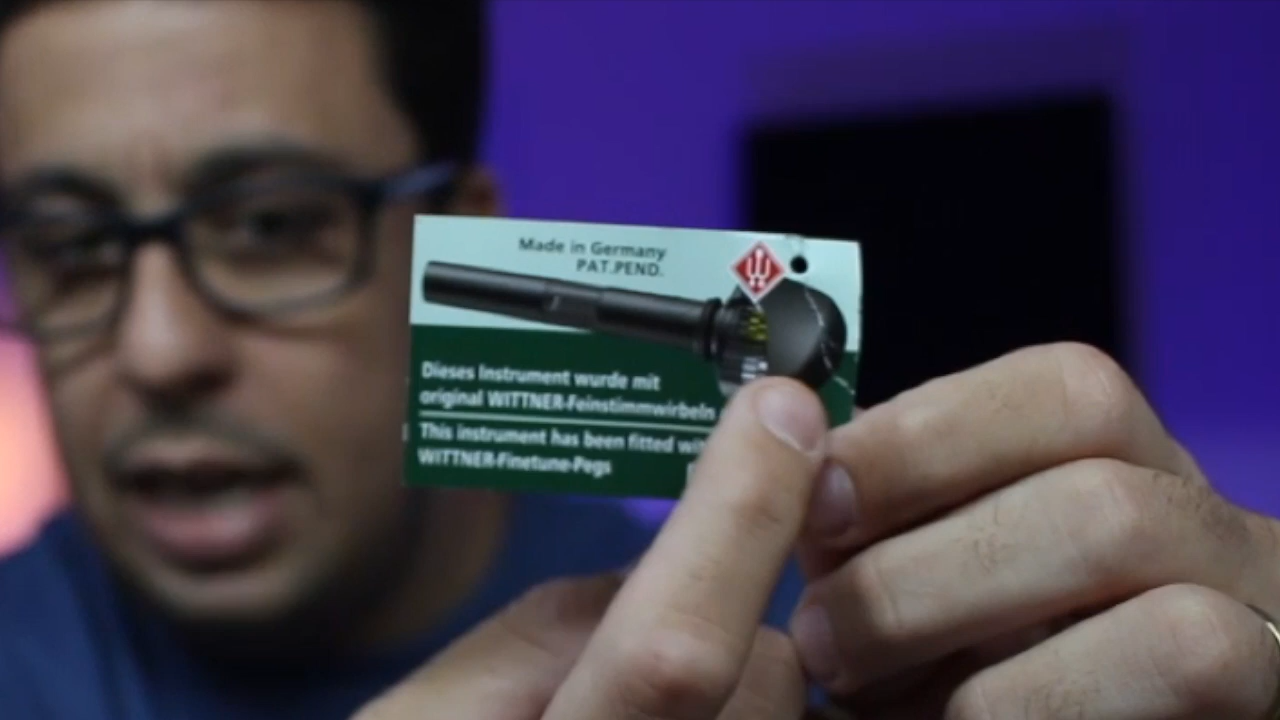 Made in Germany
PAT.PEND.
Dieses Instrument wurde mit
original WITTNER-Feinstimmwirbeln
This instrument has been fitted
WITTNER-Finetune-Pegs